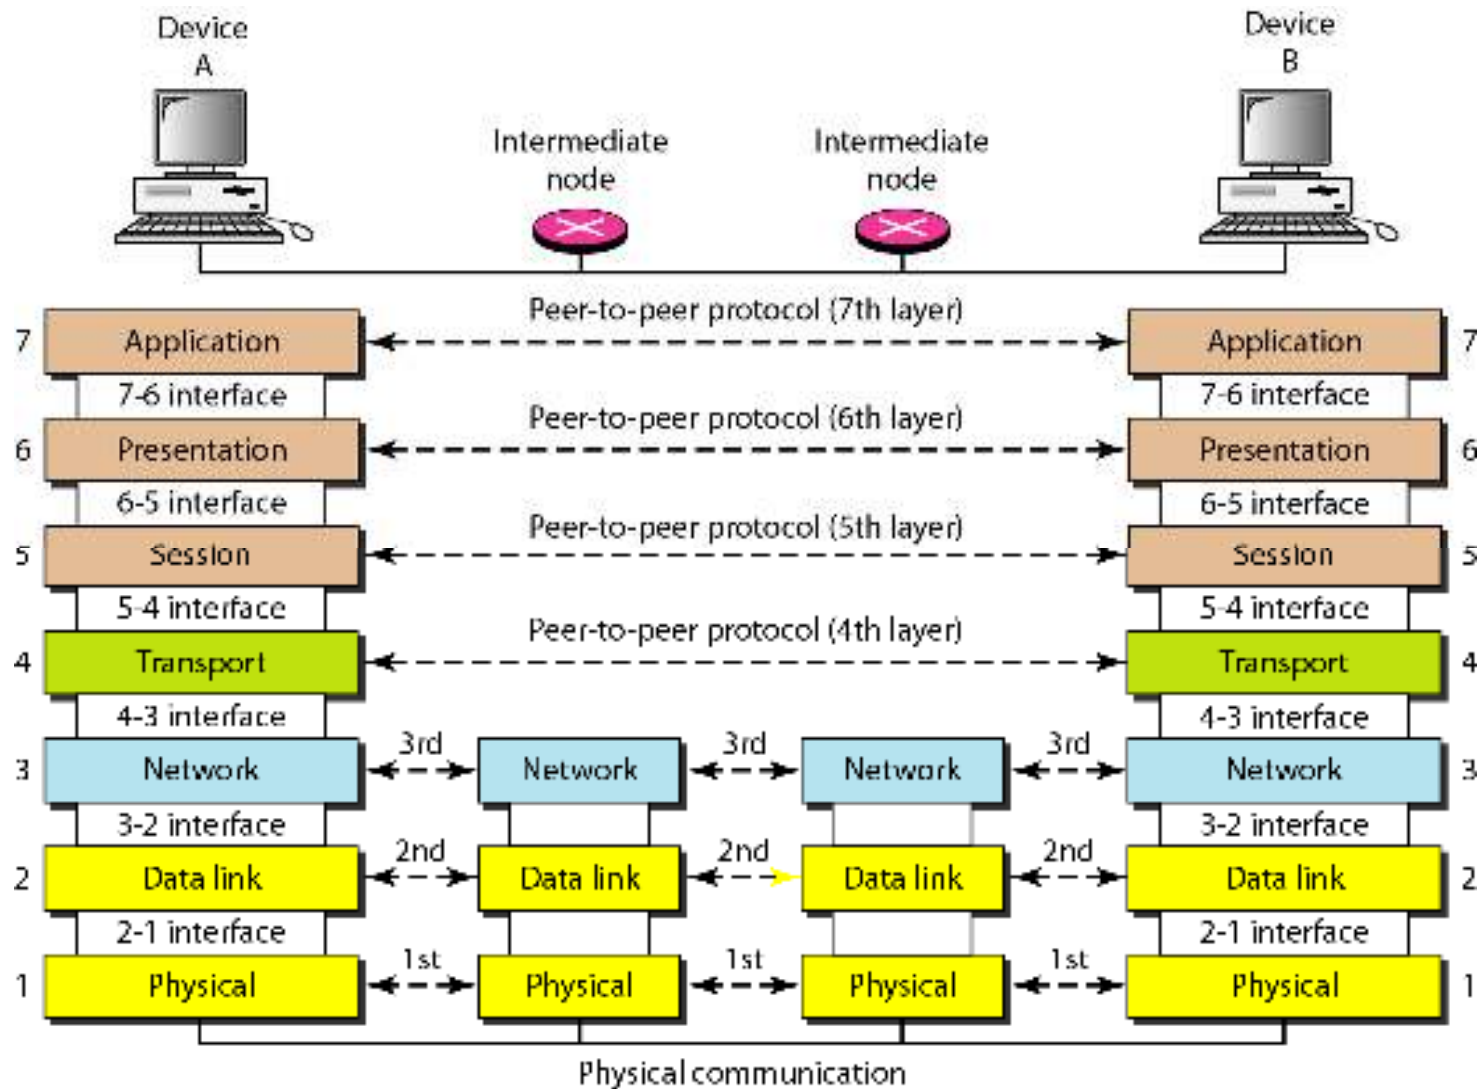 Device
A
Device
B
Intermediate
node
Intermediate
node
Peer-to-peer protocol (7th layer)
7 Application Application 7
7-6 interface 7-6 interface
Peer-to-peer protocol (6th layer)
6 Presentation Presentation 6
6-5 interface 6-5 interface
Peer-to-peer protocol (5th layer)
5 Session Session 5
5-4 interface 5-4 interface
Peer-to-peer protocol (4th layer)
4 Transport Transport 4
4-3 interface 4-3 interface
3rd 3rd 3rd
3 Network Network Network Network 3
3-2 interface 3-2 interface
2nd 2nd 2nd
2 Data link Data link Data link Data link 2
2-1 interface 2-1 interface
1st 1st 1st
1 Physical Physical Physical Physical 1
Physical communication